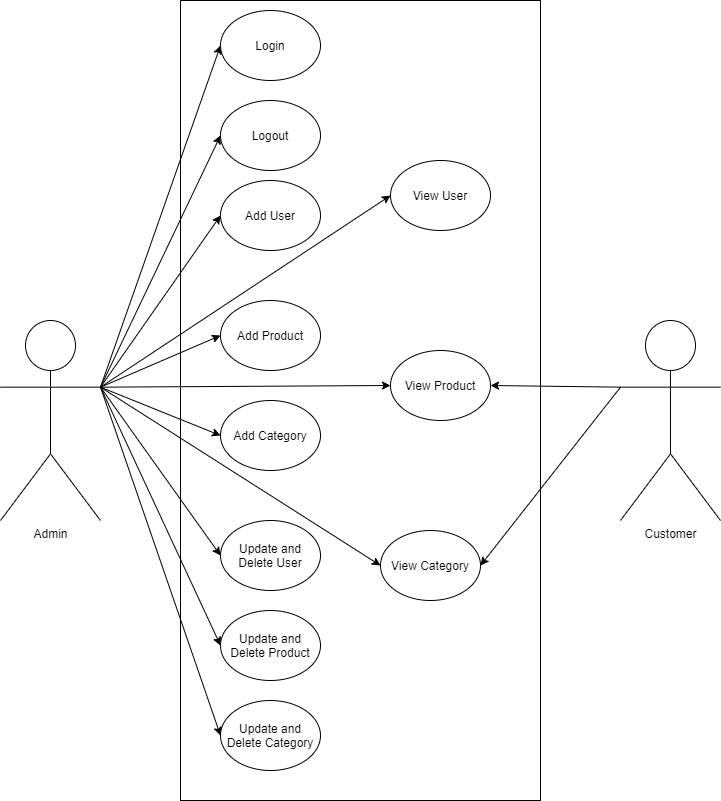 Login
Logout
View User
Add User
Add Product
View Product
Add Category
Admin
Customer
Update and
Delete User
View Category
Update and
Delete Product
Update and
Delete Category